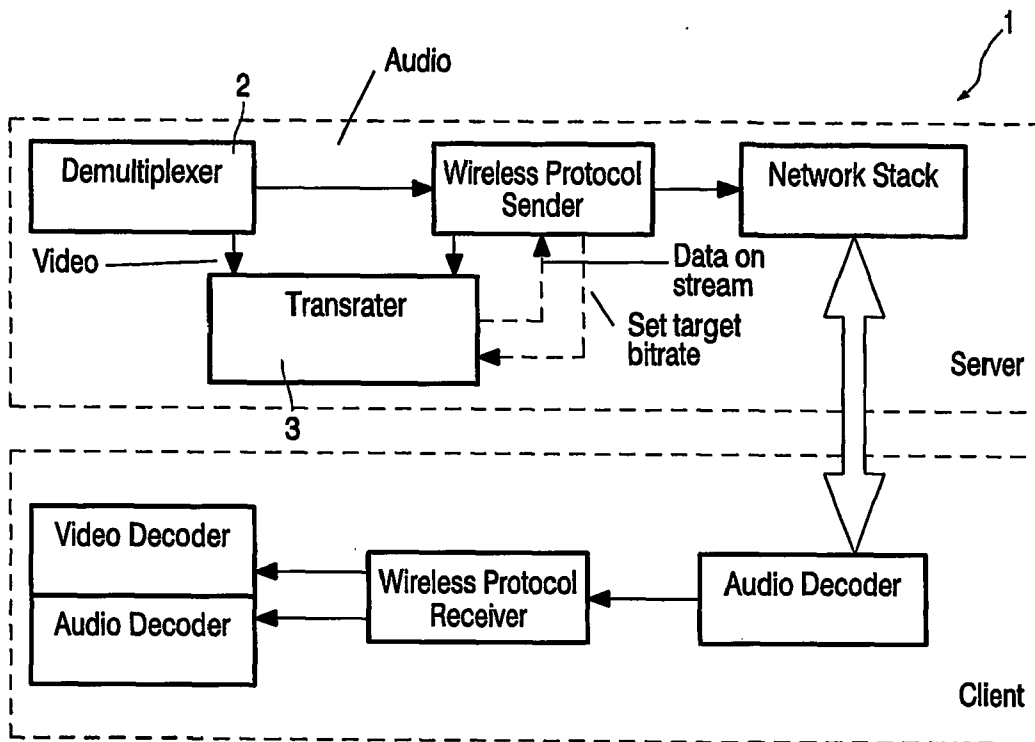 1
Audio
2
Demultiplexer
Wireless Protocol
Sender
Network Stack
Video
Transrater
Data on
stream
Set target
bitrate
3
Server
Video Decoder
Audio Decoder
Wireless Protocol
Receiver
Audio Decoder
Client